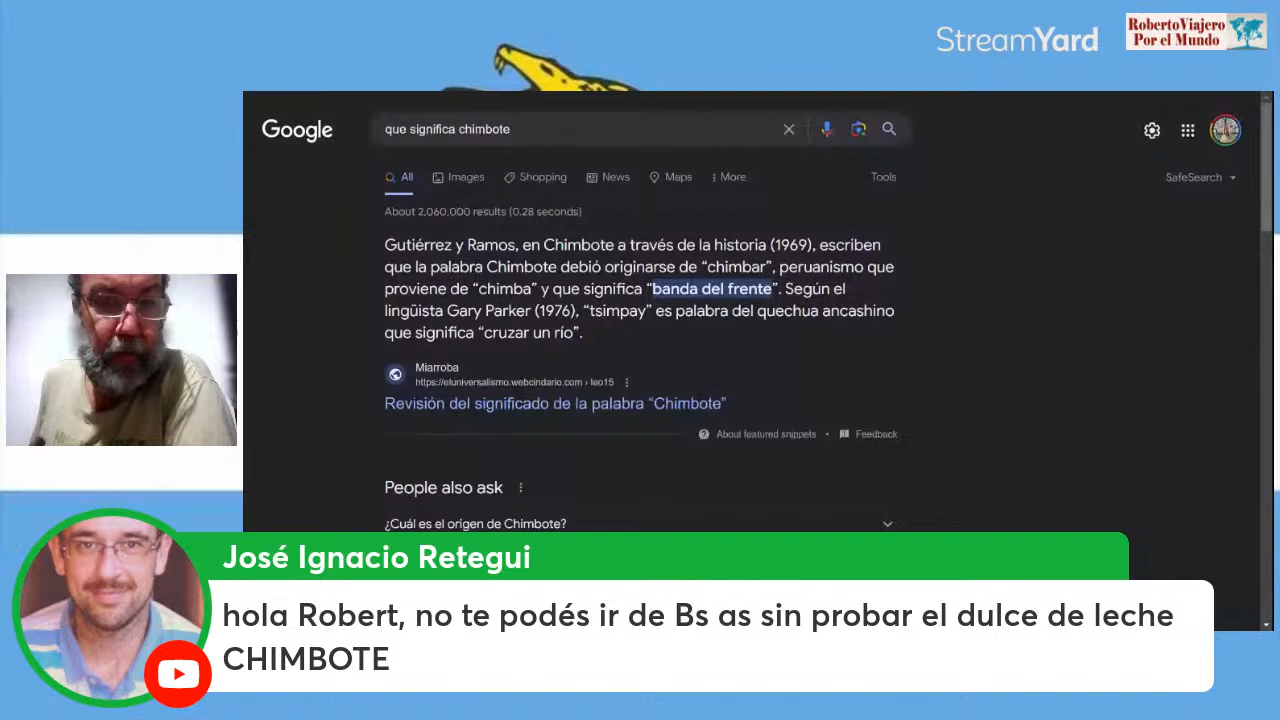 StreamYard
RobertoViajero
Por el Mundo
Google
que significa chimbote
All Images Shopping News Maps More Tools SafeSearch
About 2,060,000 results (0.28 seconds)
Gutiérrez y Ramos, en Chimbote a través de la historia (1969), escriben
que la palabra Chimbote debió originarse de “chimbar”, peruanismo que
proviene de “chimba” y que significa “banda del frente”. Según el
lingüista Gary Parker (1976), “tsimpay” es palabra del quechua ancashino
que significa “cruzar un río”.
Miarroba
https://eluniversalismo.webcindario.com › leo15
Revisión del significado de la palabra “Chimbote”
About featured snippets • Feedback
People also ask
¿Cuál es el origen de Chimbote?
José Ignacio Retegui
hola Robert, no te podés ir de Bs as sin probar el dulce de leche
CHIMBOTE